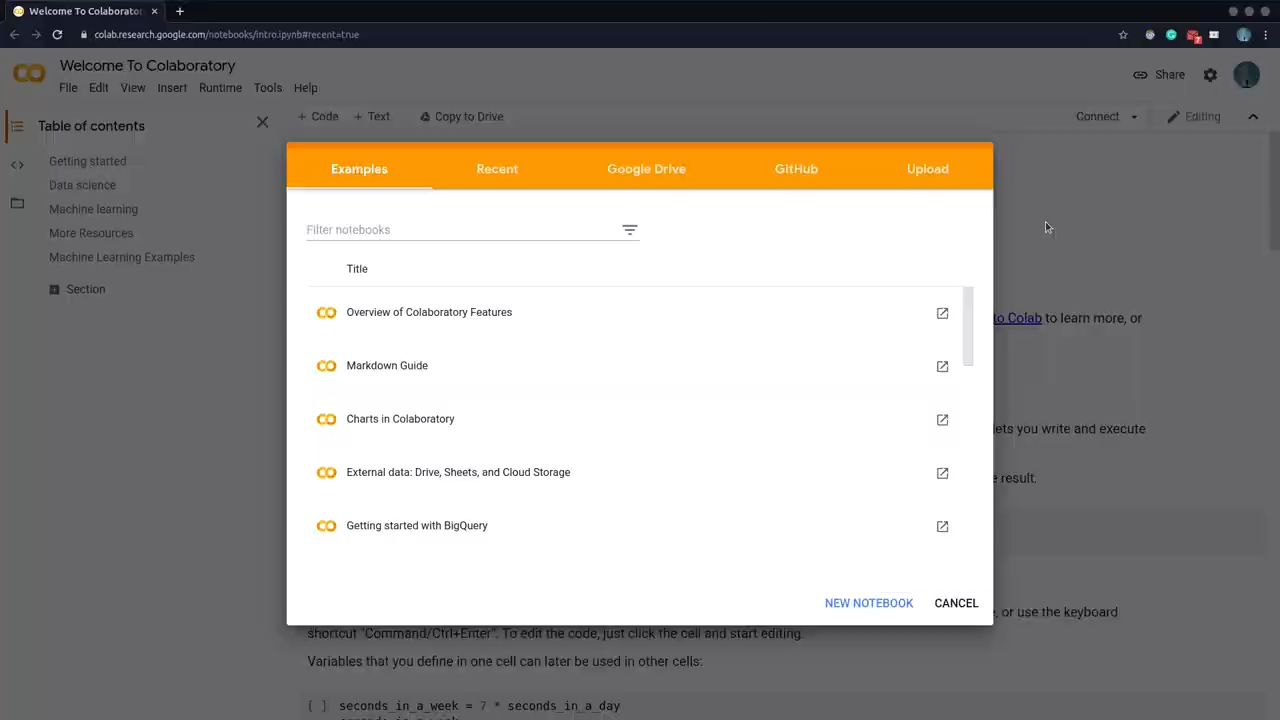 Welcome To Colaborator
colab.research.google.com/notebooks/intro.ipynb#recent=true
Welcome To Colaboratory
File Edit View Insert Runtime Tools Help
Share
Table of contents
+ Code + Text Copy to Drive
Connect
Editing
Getting started
Data science
Machine learning
More Resources
Machine Learning Examples
Section
Examples Recent Google Drive GitHub Upload
Filter notebooks
Title
Overview of Colaboratory Features
to Colab to learn more, or
Markdown Guide
Charts in Colaboratory
lets you write and execute
External data: Drive, Sheets, and Cloud Storage
e result.
Getting started with BigQuery
NEW NOTEBOOK CANCEL
e, or use the keyboard
shortcut "Command/Ctrl+Enter". To edit the code, just click the cell and start editing.
Variables that you define in one cell can later be used in other cells:
[ ] seconds_in_a_week = 7 * seconds_in_a_day